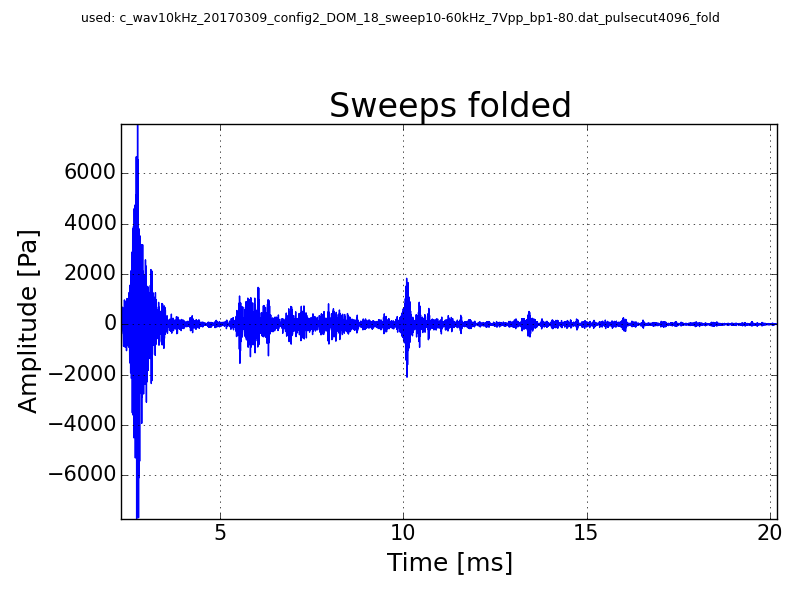 used: c_wav10kHz_20170309_config2_DOM_18_sweep10-60kHz_7Vpp_bp1-80.dat_pulsecut4096_fold
Sweeps folded
6000
4000
2000
0
−2000
−4000
−6000
Amplitude [Pa]
5 10 15 20
Time [ms]